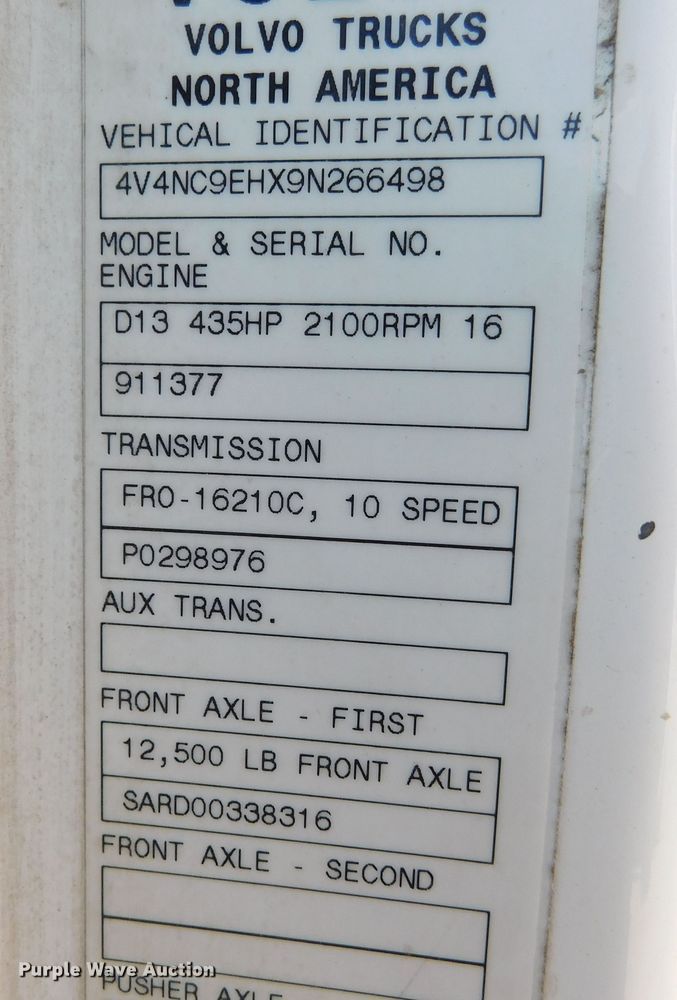 VOLVO TRUCKS
NORTH AMERICA
VEHICAL IDENTIFICATION #
4V4NC9EHX9N266498
MODEL & SERIAL NO.
ENGINE
D13 435HP 2100RPM 16
911377
TRANSMISSION
FRO-16210C, 10 SPEED
P0298976
AUX TRANS.
FRONT AXLE - FIRST
12,500 LB FRONT AXLE
SARD00338316
FRONT AXLE - SECOND
PUSHER AXLE
Purple Wave Auction